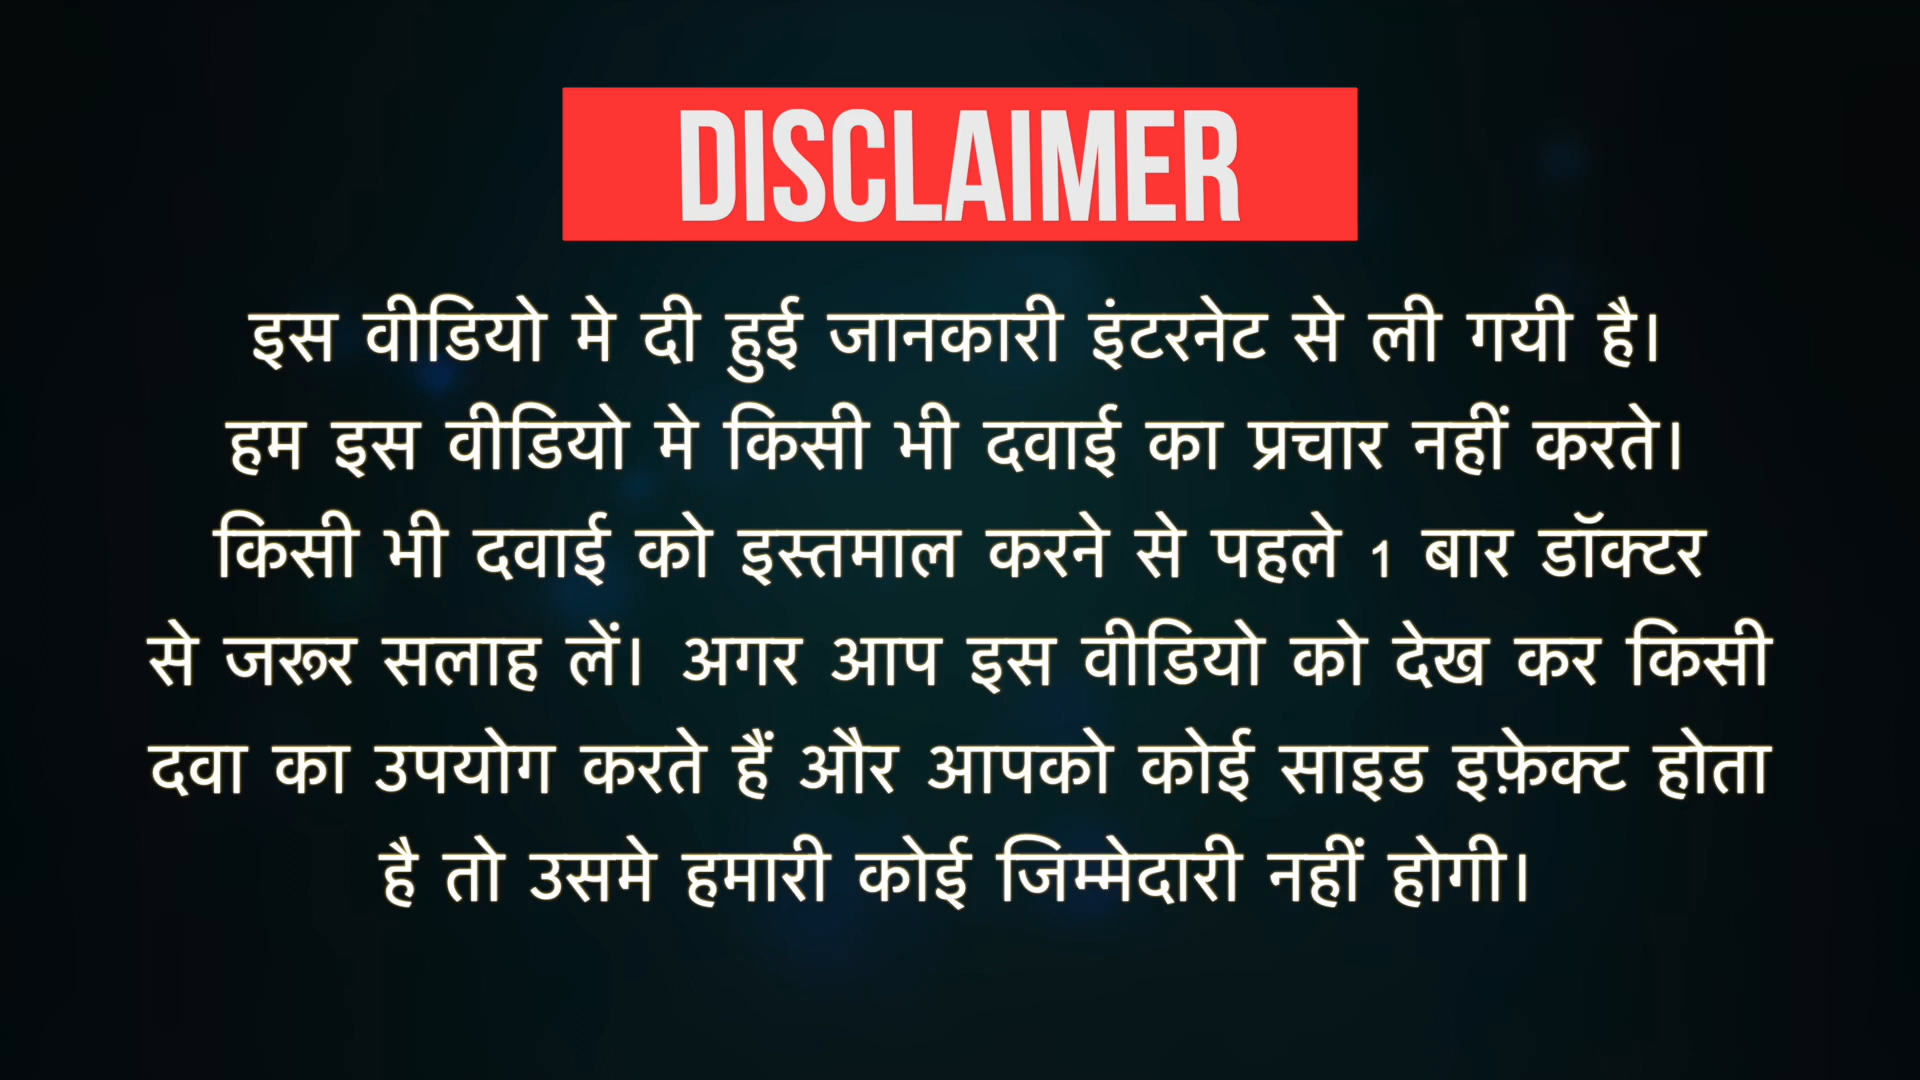 DISCLAIMER
इस वीडियो मे दी हुई जानकारी इंटरनेट से ली गयी है।
हम इस वीडियो मे किसी भी दवाई का प्रचार नहीं करते।
किसी भी दवाई को इस्तमाल करने से पहले 1 बार डॉक्टर
से जरूर सलाह लें। अगर आप इस वीडियो को देख कर किसी
दवा का उपयोग करते हैं और आपको कोई साइड इफ़ेक्ट होता
है तो उसमे हमारी कोई जिम्मेदारी नहीं होगी।